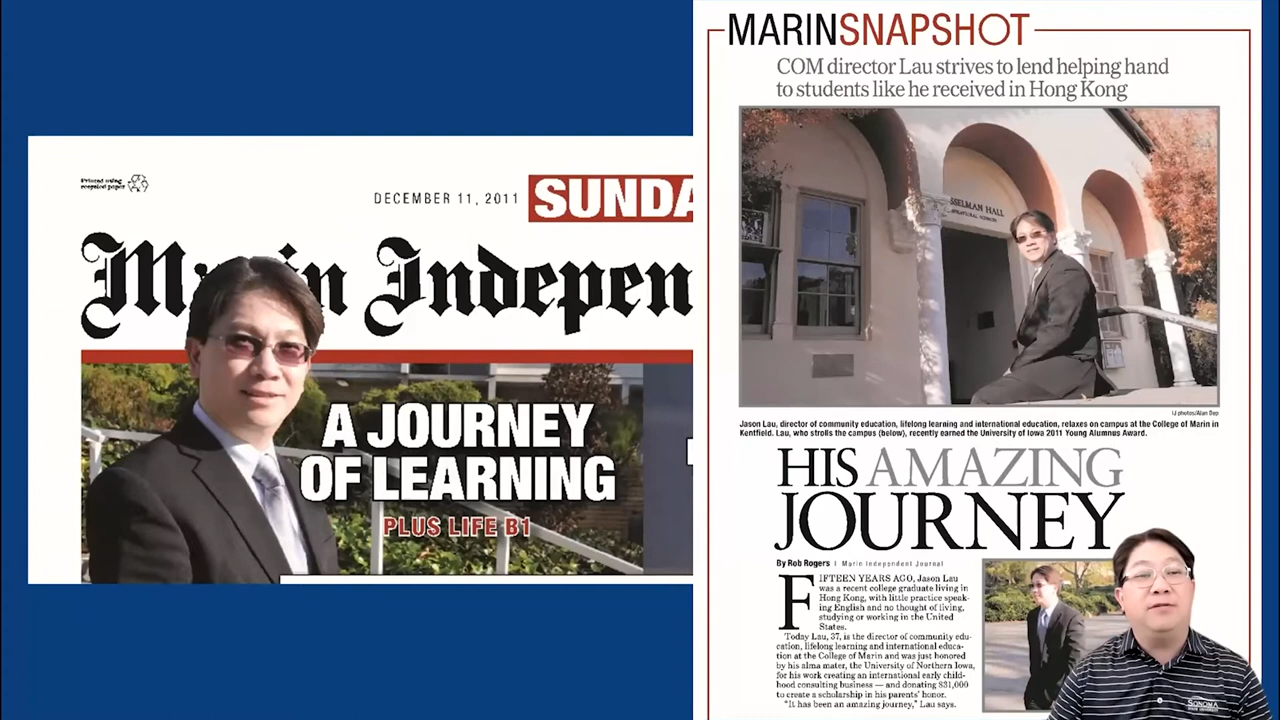 Printed using
recycled paper
DECEMBER 11, 2011
SUNDA
Marin Indepen
A JOURNEY
OF LEARNING
PLUS LIFE B1
MARINSNAPSHOT
COM director Lau strives to lend helping hand
to students like he received in Hong Kong
SSELMAN HALL
IJ photos/Alan Dep
Jason Lau, director of community education, lifelong learning and international education, relaxes on campus at the College of Marin in
Kentfield. Lau, who strolls the campus (below), recently earned the University of Iowa 2011 Young Alumnus Award.
HIS AMAZING
JOURNEY
By Rob Rogers | Marin Independent Journal
FIFTEEN YEARS AGO, Jason Lau
was a recent college graduate living in
Hong Kong, with little practice speak-
ing English and no thought of living,
studying or working in the United
States.
Today Lau, 37, is the director of community edu-
cation, lifelong learning and international educa-
tion at the College of Marin and was just honored
by his alma mater, the University of Northern Iowa,
for his work creating an international early child-
hood consulting business — and donating $31,000
to create a scholarship in his parents' honor.
"It has been an amazing journey," Lau says.
SONOMA
STATE UNIVERSITY